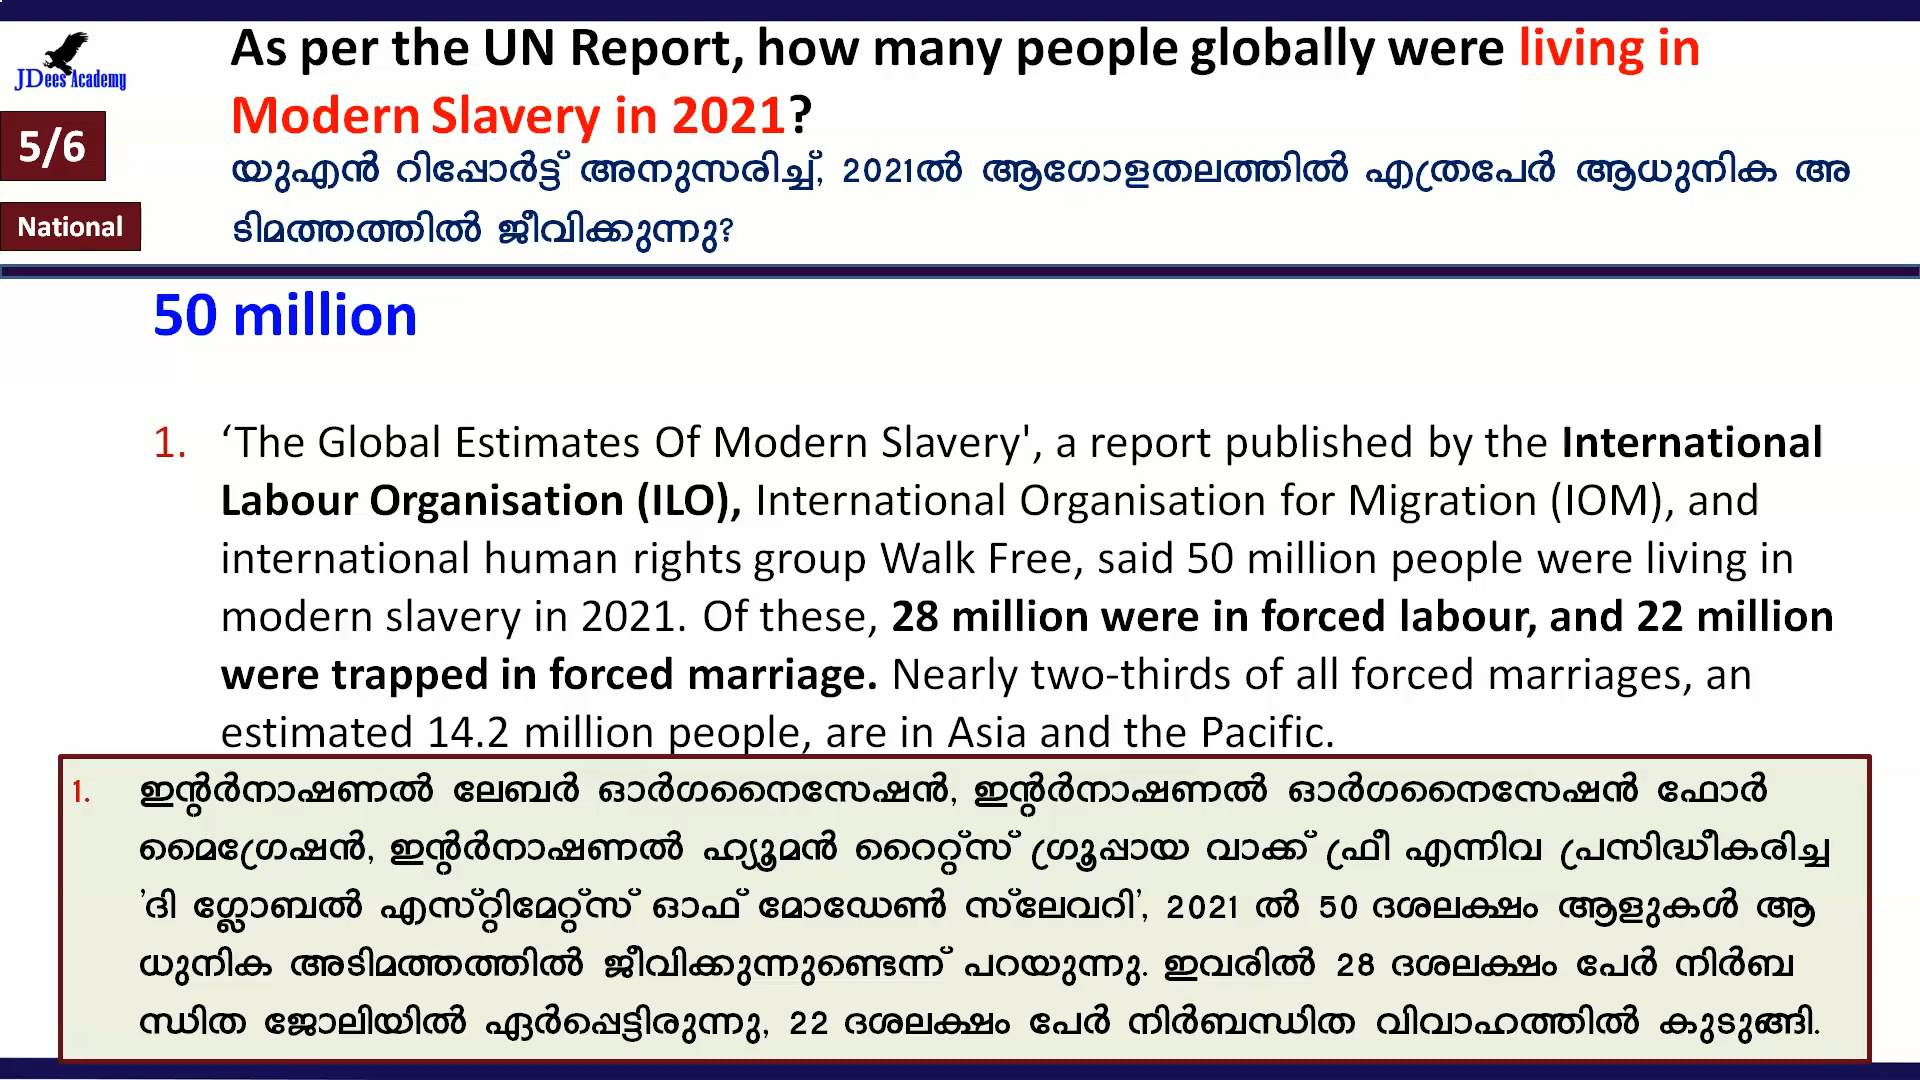 JDees Academy
As per the UN Report, how many people globally were living in
Modern Slavery in 2021?
5/6
യുഎൻ റിപ്പോർട്ട് അനുസരിച്ച്, 2021ൽ ആഗോളതലത്തിൽ എത്രപേർ ആധുനിക അ
ടിമത്തത്തിൽ ജീവിക്കുന്നു?
National
50 million
1. ‘The Global Estimates Of Modern Slavery', a report published by the International
Labour Organisation (ILO), International Organisation for Migration (IOM), and
international human rights group Walk Free, said 50 million people were living in
modern slavery in 2021. Of these, 28 million were in forced labour, and 22 million
were trapped in forced marriage. Nearly two-thirds of all forced marriages, an
estimated 14.2 million people, are in Asia and the Pacific.
1. ഇന്റർനാഷണൽ ലേബർ ഓർഗനൈസേഷൻ, ഇന്റർനാഷണൽ ഓർഗനൈസേഷൻ ഫോർ
മൈഗ്രേഷൻ, ഇന്റർനാഷണൽ ഹ്യൂമൻ റൈറ്റ്സ് ഗ്രൂപ്പായ വാക്ക് ഫ്രീ എന്നിവ പ്രസിദ്ധീകരിച്ച
'ദി ഗ്ലോബൽ എസ്റ്റിമേറ്റ്സ് ഓഫ് മോഡേൺ സ്ലേവറി', 2021 ൽ 50 ദശലക്ഷം ആളുകൾ ആ
ധുനിക അടിമത്തത്തിൽ ജീവിക്കുന്നുണ്ടെന്ന് പറയുന്നു. ഇവരിൽ 28 ദശലക്ഷം പേർ നിർബ
ന്ധിത ജോലിയിൽ ഏർപ്പെട്ടിരുന്നു, 22 ദശലക്ഷം പേർ നിർബന്ധിത വിവാഹത്തിൽ കുടുങ്ങി.